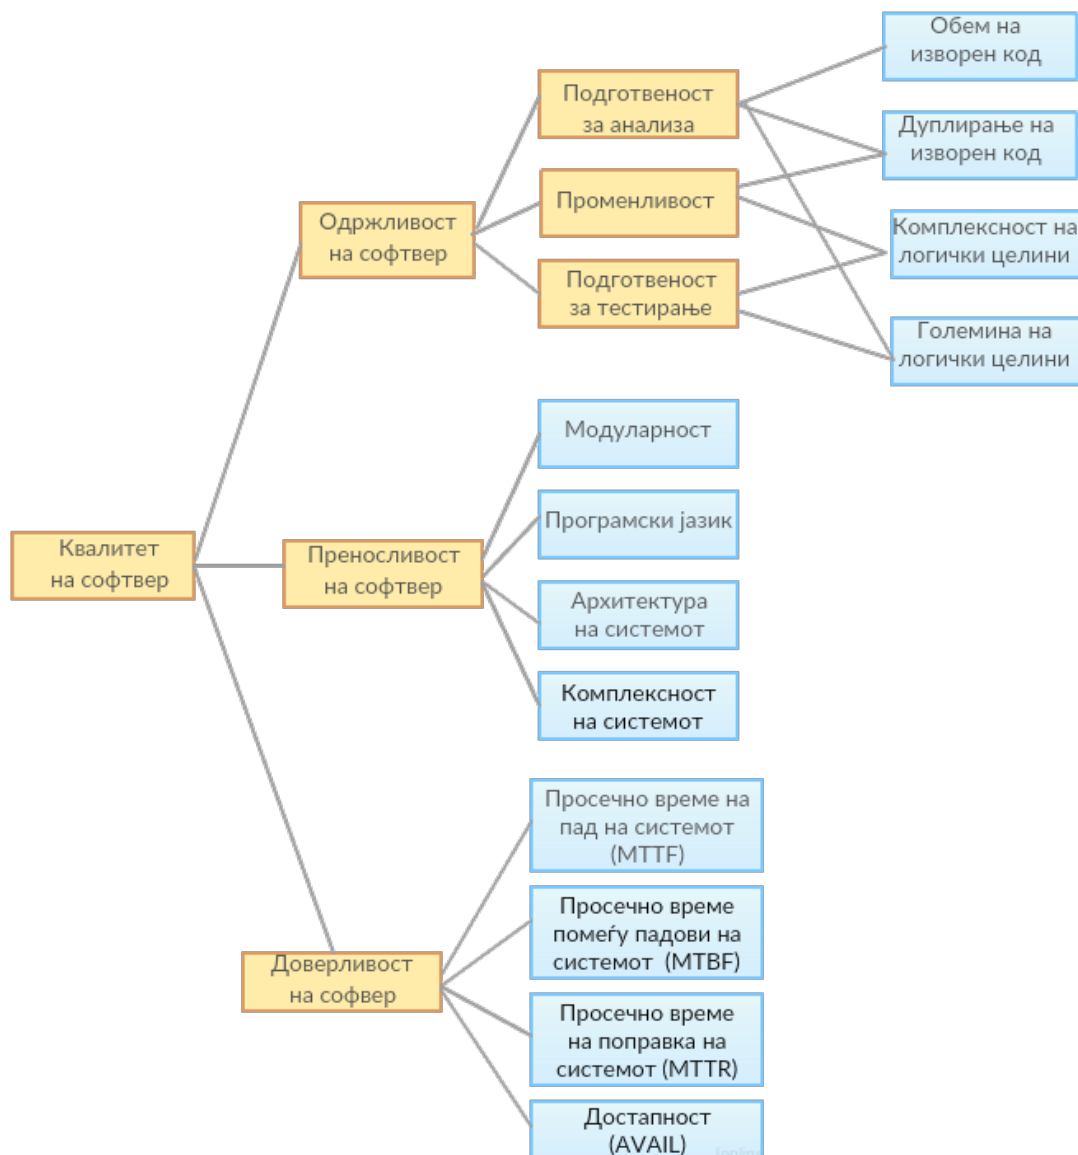 Обем на
изворен код
Подготвеност
за анализа
Дуплирање на
изворен код
Променливост
Одржливост
на софтвер
Комплексност на
логички целини
Подготвеност
за тестирање
Големина на
логички целини
Модуларност
Програмски јазик
Квалитет
на софтвер
Преносливост
на софтвер
Архитектура
на системот
Комплексност
на системот
Просечно време на
пад на системот
(MTTF)
Просечно време
помеѓу падови на
системот (MTBF)
Доверливост
на софвер
Просечно време
на поправка на
системот (MTTR)
Достапност
(AVAIL)